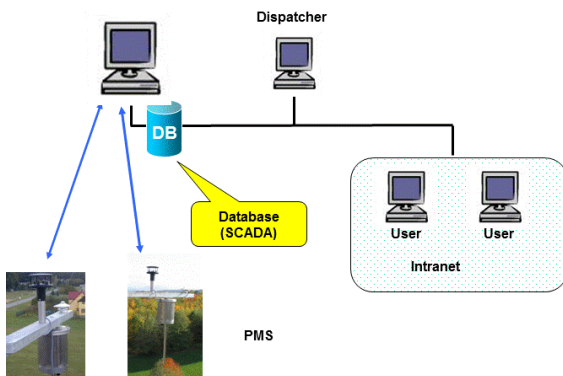 Dispatcher
DB
Database
(SCADA)
User
User
Intranet
PMS